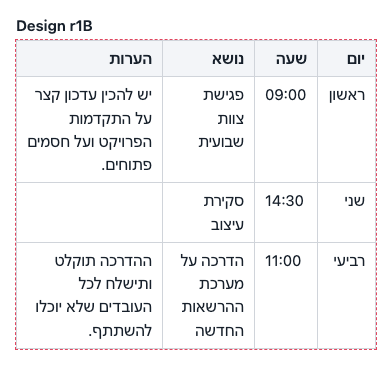 Design r1B
יום שעה נושא הערות
ראשון 09:00 פגישת יש להכין עדכון קצר
צוות על התקדמות
שבועית הפרויקט ועל חסמים
פתוחים.
שני 14:30 סקירת
עיצוב
רביעי 11:00 הדרכה על ההדרכה תוקלט
מערכת ותישלח לכל
ההרשאות העובדים שלא יוכלו
החדשה להשתתף.